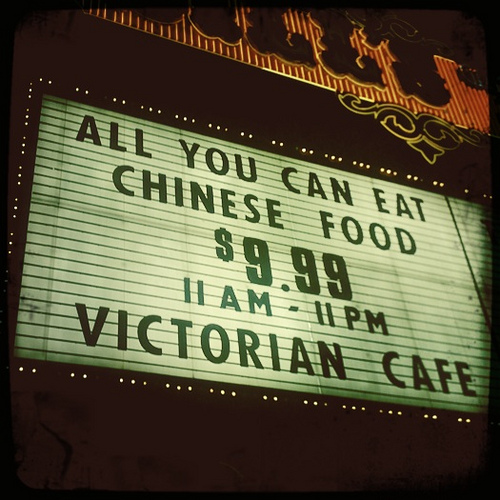 ALL YOU CAN EAT
CHINESE FOOD
$9.99
11 AM - 11 PM
VICTORIAN CAFE